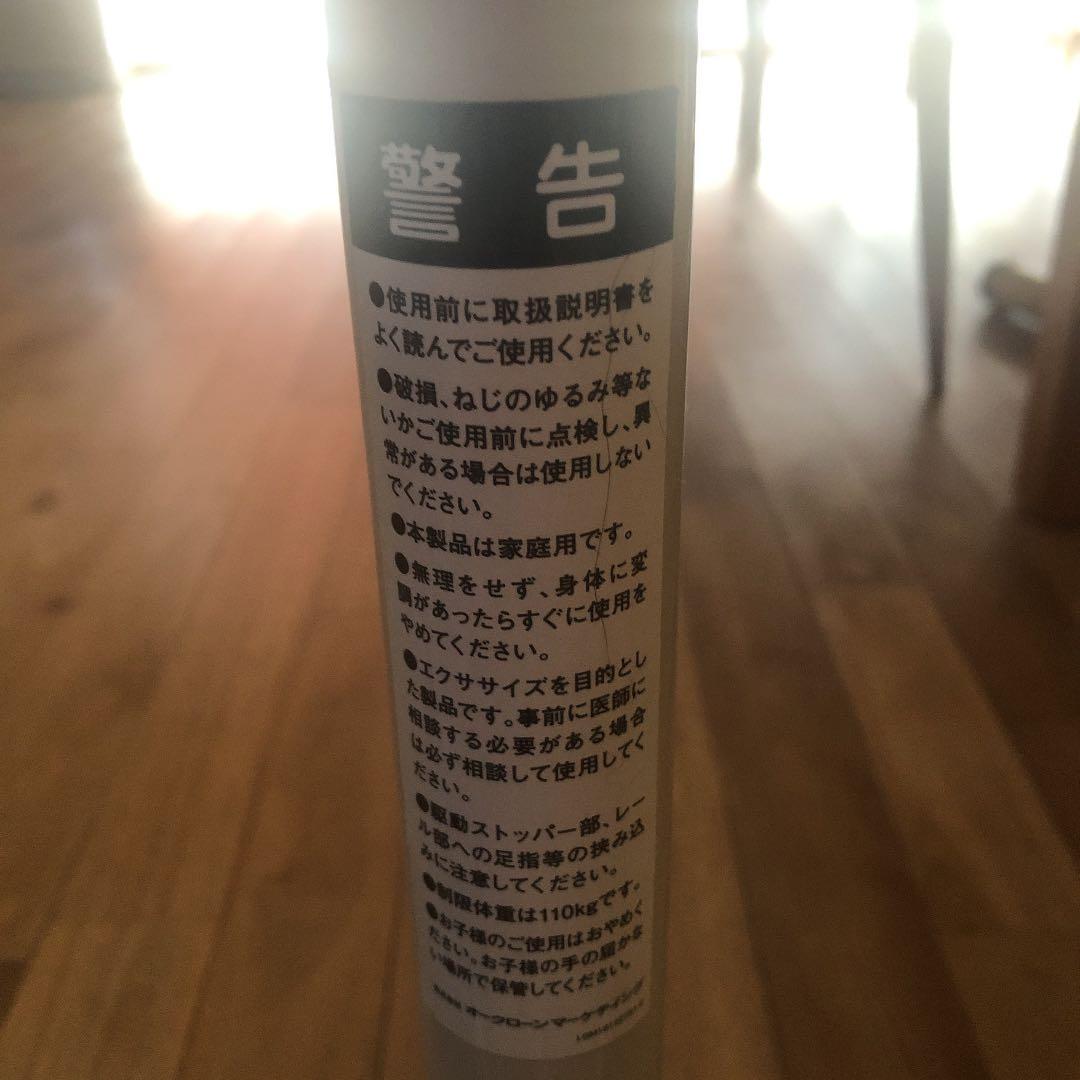 警告
●使用前に取扱説明書を
よく読んでご使用ください。
●破損、ねじのゆるみ等な
いかご使用前に点検し、異
常がある場合は使用しない
でください。
●本製品は家庭用です。
●無理をせず、身体に変
調があったらすぐに使用を
やめてください。
●エクササイズを目的とし
た製品です。事前に医師に
相談する必要がある場合
は必ず相談して使用してく
ださい。
●駆動ストッパー部、レー
ル部への足指等の挟み込
みに注意してください。
●制限体重は110kgです。
●お子様のご使用はおやめく
ださい。お子様の手の届かな
い場所で保管してください。
株式会社 オークローンマーケティング